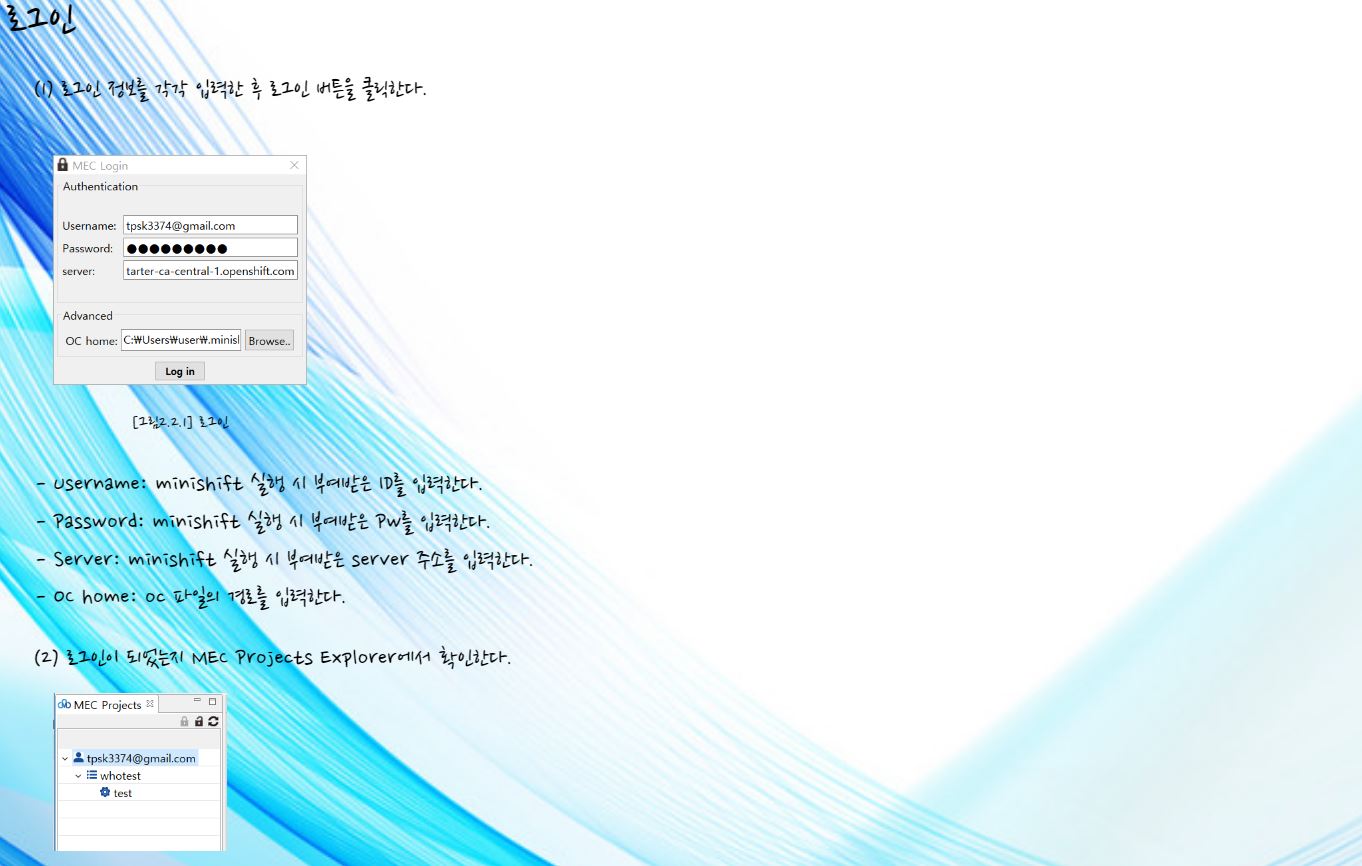 로그인
(1) 로그인 정보를 각각 입력한 후 로그인 버튼을 클릭한다.
MEC Login
Authentication
Username: tpsk3374@gmail.com
Password: ●●●●●●●●●
server: tarter-ca-central-1.openshift.com
Advanced
OC home: C:₩Users₩user₩.minisl Browse..
Log in
[그림2.2.1] 로그인
- Username: minishift 실행 시 부여받은 ID를 입력한다.
- Password: minishift 실행 시 부여받은 PW를 입력한다.
- Server: minishift 실행 시 부여받은 server 주소를 입력한다.
- OC home: oc 파일의 경로를 입력한다.
(2) 로그인이 되었는지 MEC Projects Explorer에서 확인한다.
MEC Projects
tpsk3374@gmail.com
whotest
test